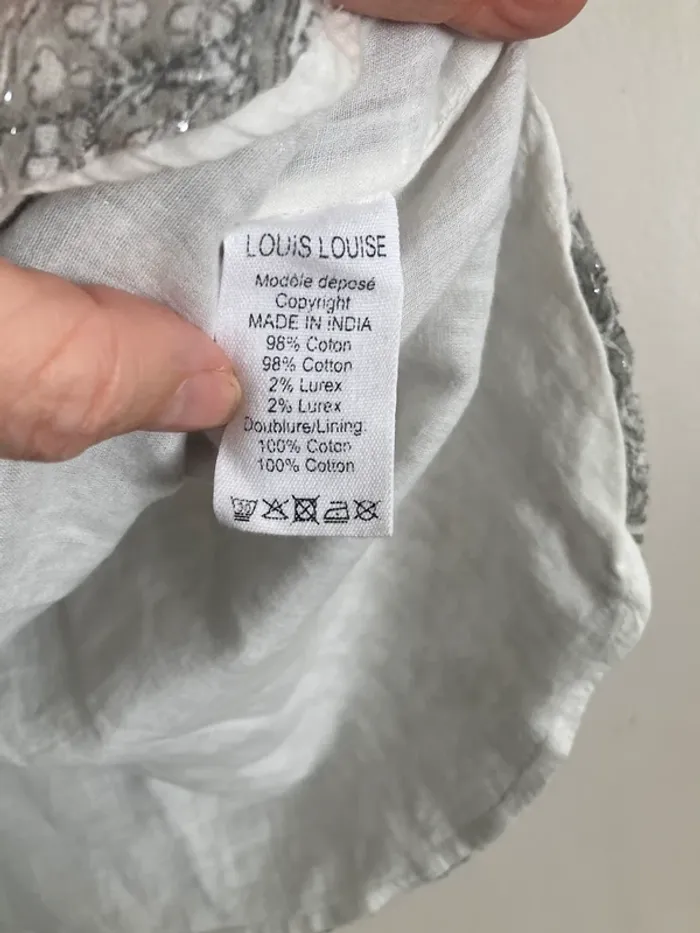 LOUIS LOUISE
Modèle déposé
Copyright
MADE IN INDIA
98% Coton
98% Cotton
2% Lurex
2% Lurex
Doublure/Lining:
100% Coton
100% Cotton
30